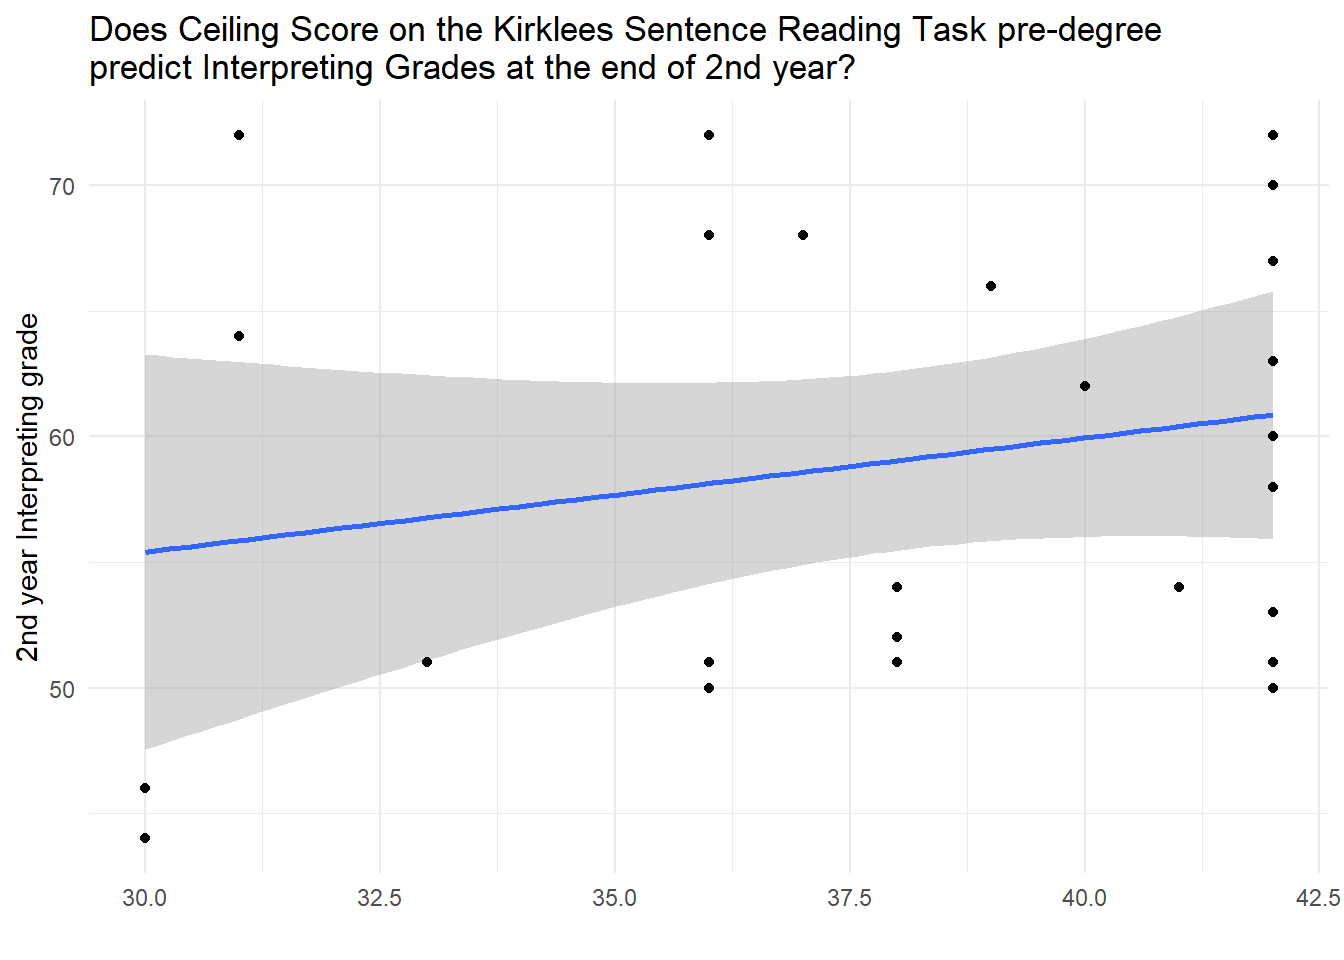 Does Ceiling Score on the Kirklees Sentence Reading Task pre-degree
predict Interpreting Grades at the end of 2nd year?
2nd year Interpreting grade
70
60
50
30.0 32.5 35.0 37.5 40.0 42.5